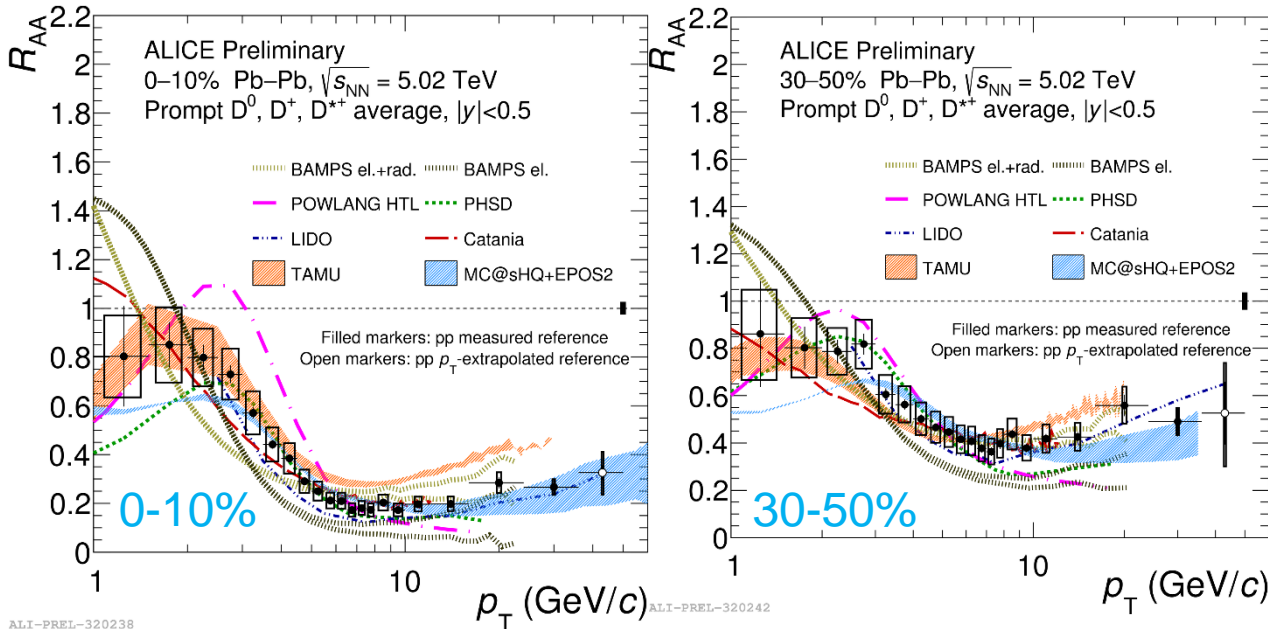 R_AA
2.2
2
1.8
1.6
1.4
1.2
1
0.8
0.6
0.4
0.2
0
ALICE Preliminary
0–10% Pb–Pb, √s_NN = 5.02 TeV
Prompt D⁰, D⁺, D*⁺ average, |y|<0.5
BAMPS el.+rad. BAMPS el.
POWLANG HTL PHSD
LIDO Catania
TAMU MC@sHQ+EPOS2
Filled markers: pp measured reference
Open markers: pp p_T-extrapolated reference
0-10%
1 10
p_T (GeV/c)
ALI-PREL-320238
R_AA
2.2
2
1.8
1.6
1.4
1.2
1
0.8
0.6
0.4
0.2
0
ALICE Preliminary
30–50% Pb–Pb, √s_NN = 5.02 TeV
Prompt D⁰, D⁺, D*⁺ average, |y|<0.5
BAMPS el.+rad. BAMPS el.
POWLANG HTL PHSD
LIDO Catania
TAMU MC@sHQ+EPOS2
Filled markers: pp measured reference
Open markers: pp p_T-extrapolated reference
30-50%
1 10
p_T (GeV/c)
ALI-PREL-320242